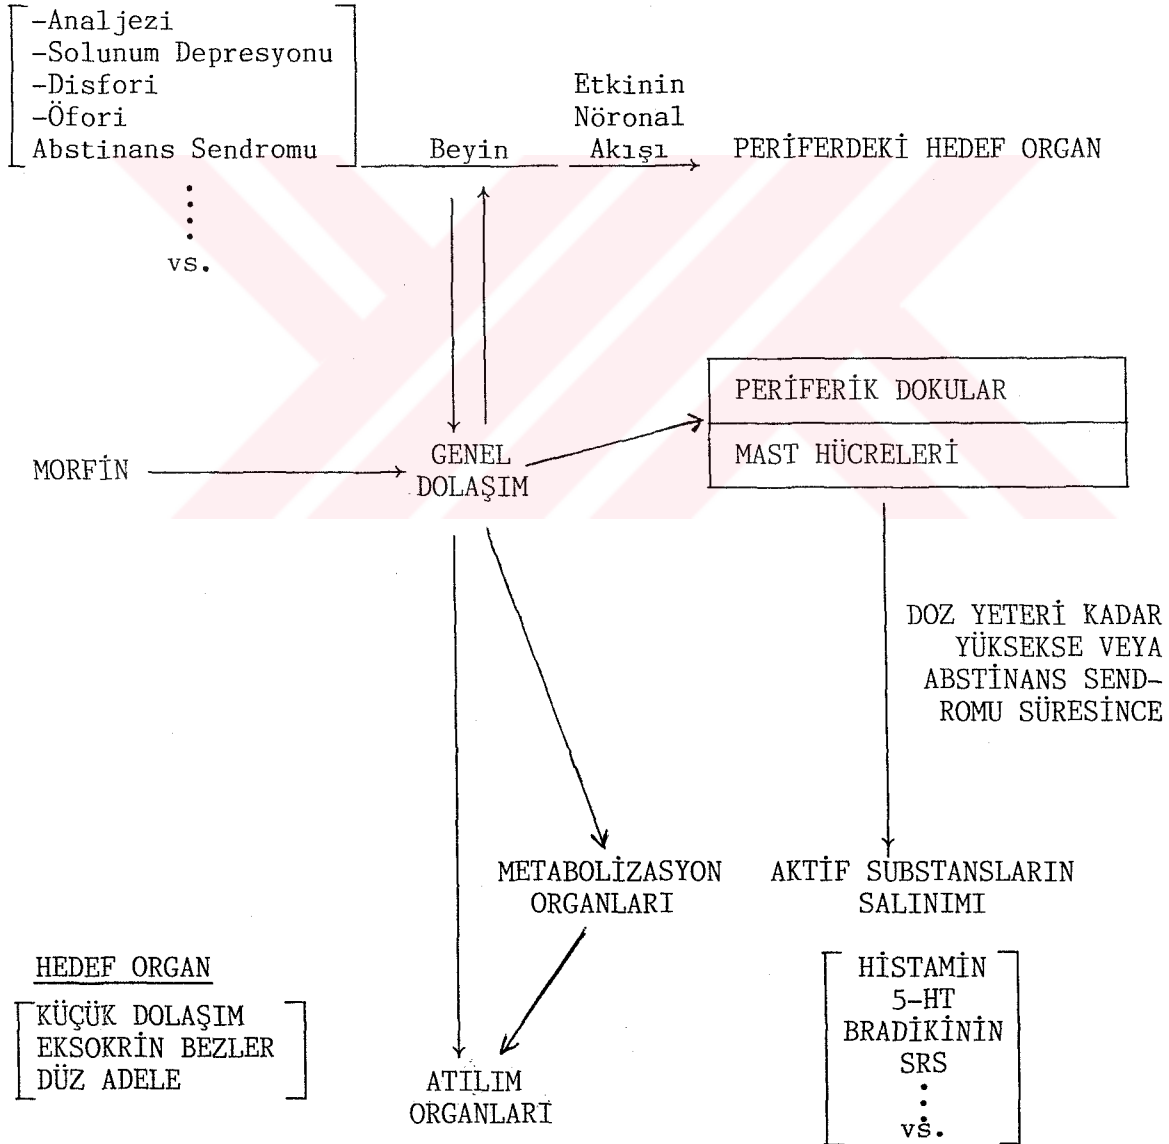 -Analjezi
-Solunum Depresyonu
-Disfori
-Öfori
Abstinans Sendromu
vs.
Beyin
Etkinin
Nöronal
Akışı
PERİFERDEKİ HEDEF ORGAN
PERİFERİK DOKULAR
MAST HÜCRELERİ
MORFİN
GENEL
DOLAŞIM
DOZ YETERİ KADAR
YÜKSEKSE VEYA
ABSTİNANS SEND-
ROMU SÜRESİNCE
METABOLİZASYON
ORGANLARI
AKTİF SUBSTANSLARIN
SALINIMI
HEDEF ORGAN
KÜÇÜK DOLAŞIM
EKSOKRİN BEZLER
DÜZ ADELE
ATILIM
ORGANLARI
HİSTAMİN
5-HT
BRADİKİNİN
SRS
vs.